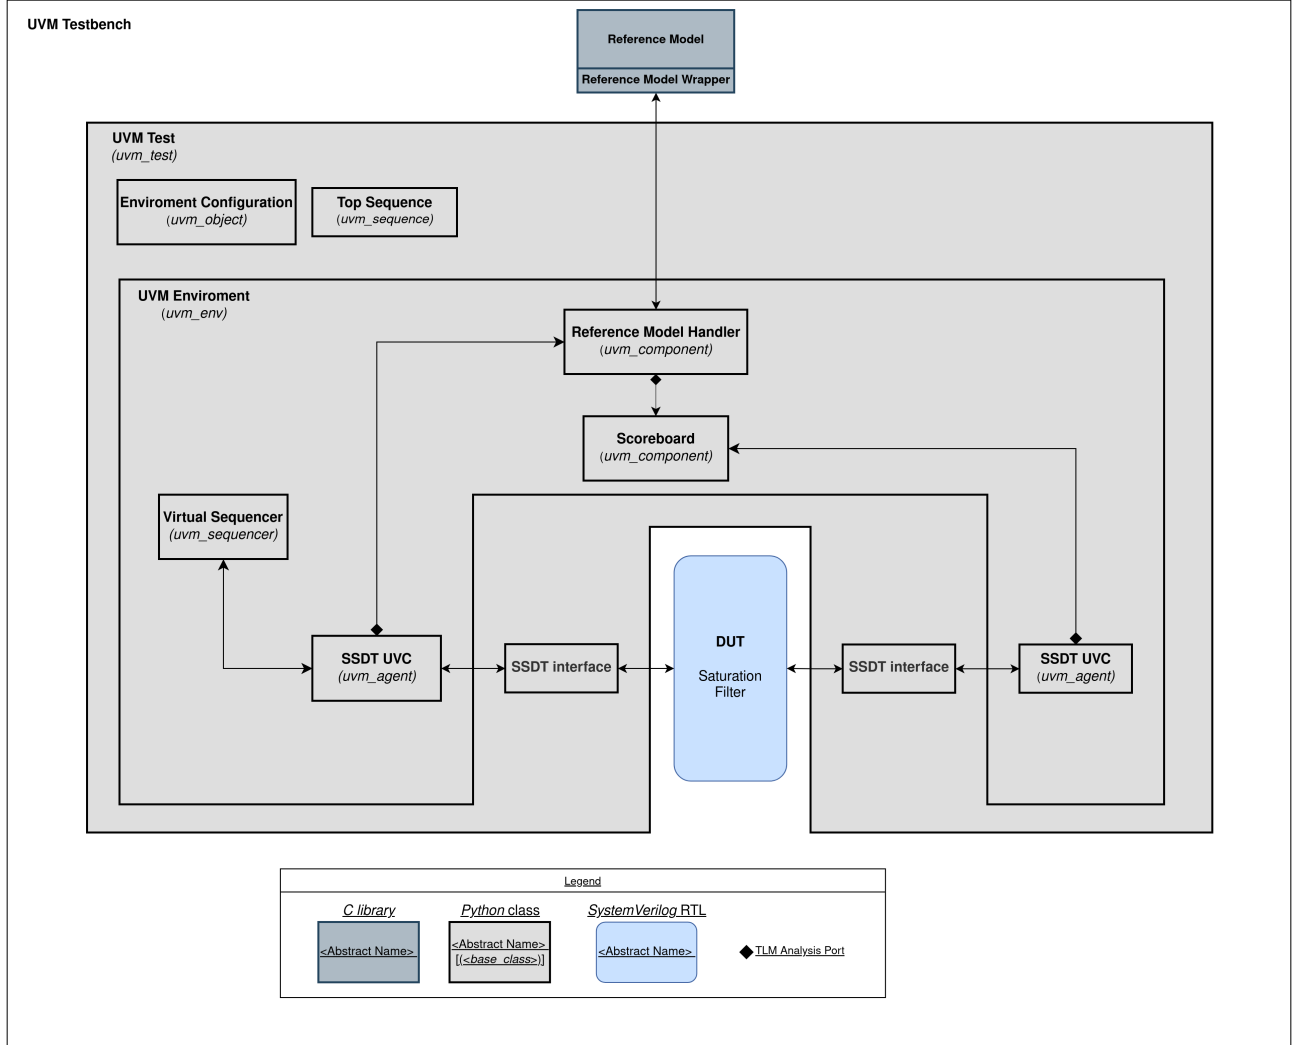 UVM Testbench
Reference Model
Reference Model Wrapper
UVM Test
(uvm_test)
Enviroment Configuration
(uvm_object)
Top Sequence
(uvm_sequence)
UVM Enviroment
(uvm_env)
Reference Model Handler
(uvm_component)
Scoreboard
(uvm_component)
Virtual Sequencer
(uvm_sequencer)
SSDT UVC
(uvm_agent)
SSDT interface
DUT
Saturation
Filter
SSDT interface
SSDT UVC
(uvm_agent)
Legend
C library
<Abstract Name>
Python class
<Abstract Name>
[(<base_class>)]
SystemVerilog RTL
<Abstract Name>
TLM Analysis Port